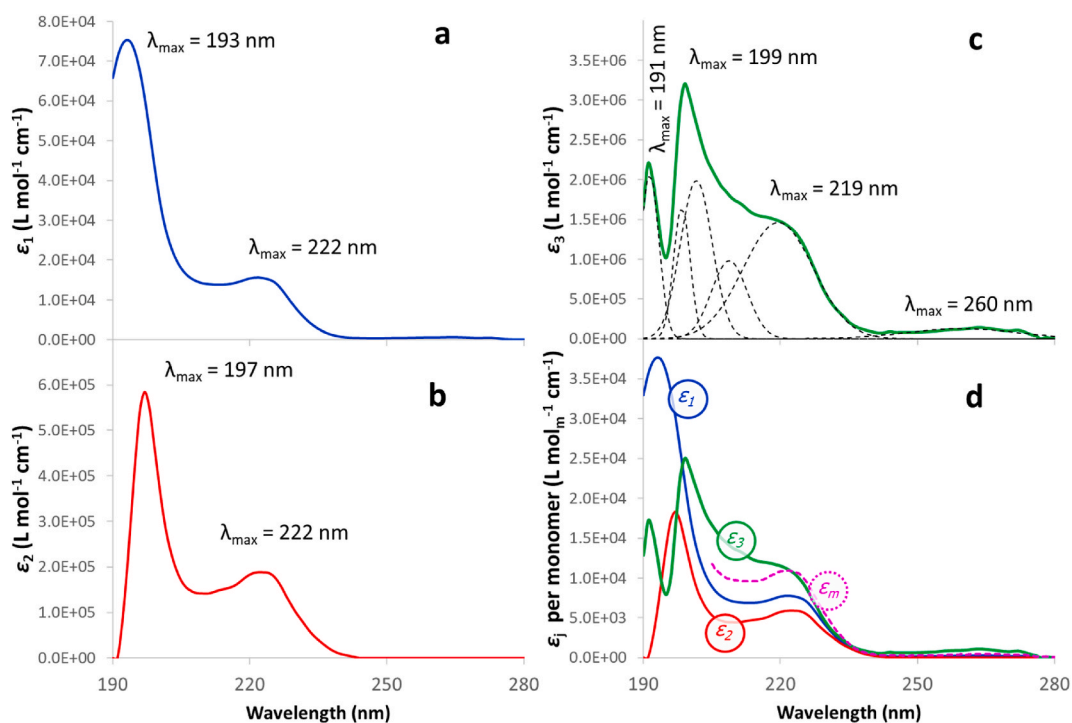 8.0E+04
7.0E+04
6.0E+04
5.0E+04
4.0E+04
3.0E+04
2.0E+04
1.0E+04
0.0E+00
ε1 (L mol-1 cm-1)
λmax = 193 nm
a
λmax = 222 nm
6.0E+05
5.0E+05
4.0E+05
3.0E+05
2.0E+05
1.0E+05
0.0E+00
ε2 (L mol-1 cm-1)
λmax = 197 nm
b
λmax = 222 nm
190
220
250
280
Wavelength (nm)
3.5E+06
3.0E+06
2.5E+06
2.0E+06
1.5E+06
1.0E+06
5.0E+05
0.0E+00
ε3 (L mol-1 cm-1)
λmax = 191 nm
λmax = 199 nm
c
λmax = 219 nm
λmax = 260 nm
3.5E+04
3.0E+04
2.5E+04
2.0E+04
1.5E+04
1.0E+04
5.0E+03
0.0E+00
εj per monomer (L molm-1 cm-1)
d
ε1
ε3
εm
ε2
190
220
250
280
Wavelength (nm)